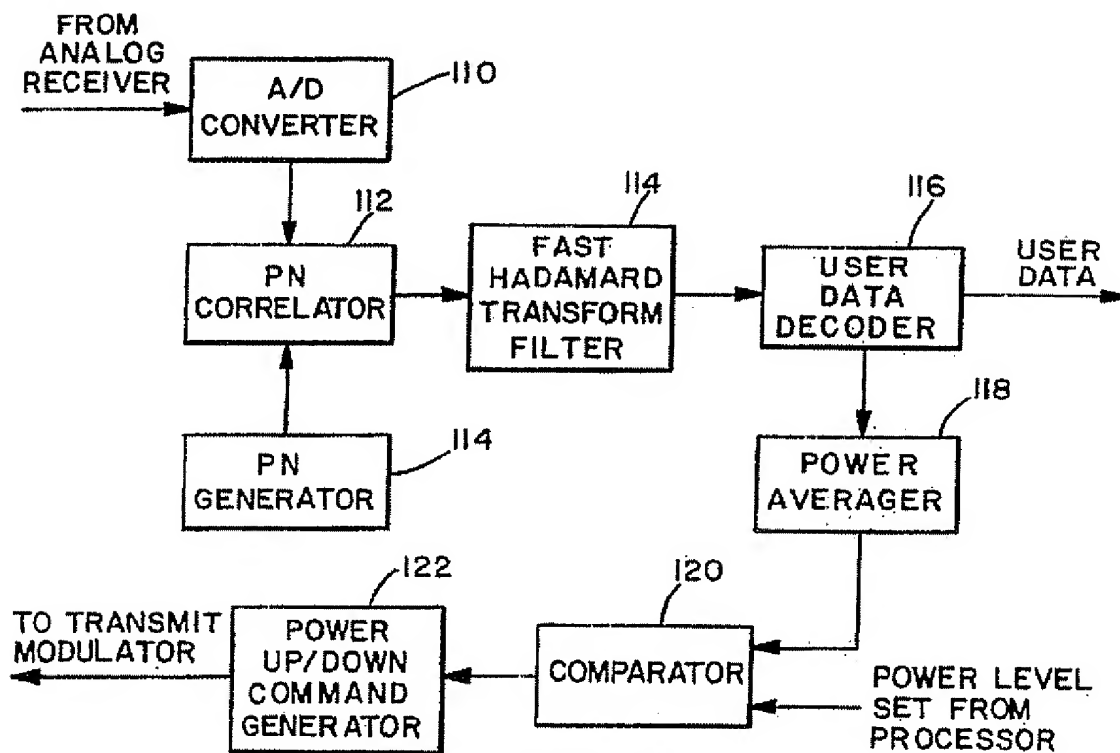 FROM
ANALOG
RECEIVER
A/D
CONVERTER
110
112
PN
CORRELATOR
114
FAST
HADAMARD
TRANSFORM
FILTER
116
USER
DATA
DECODER
USER
DATA
PN
GENERATOR
114
118
POWER
AVERAGER
122
TO TRANSMIT
MODULATOR
POWER
UP/DOWN
COMMAND
GENERATOR
120
COMPARATOR
POWER LEVEL
SET FROM
PROCESSOR